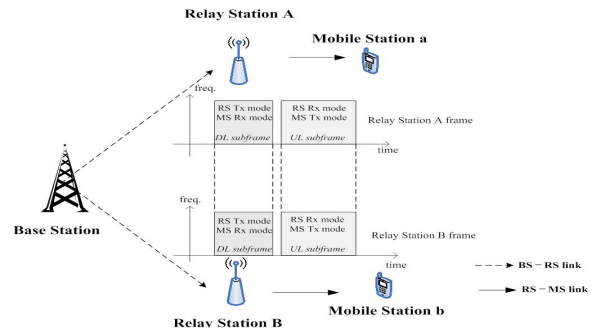 Relay Station A
Mobile Station a
freq.
RS Tx mode
MS Rx mode
DL subframe
RS Rx mode
MS Tx mode
UL subframe
Relay Station A frame
time
Base Station
freq.
RS Tx mode
MS Rx mode
DL subframe
RS Rx mode
MS Tx mode
UL subframe
Relay Station B frame
time
BS – RS link
RS – MS link
Mobile Station b
Relay Station B